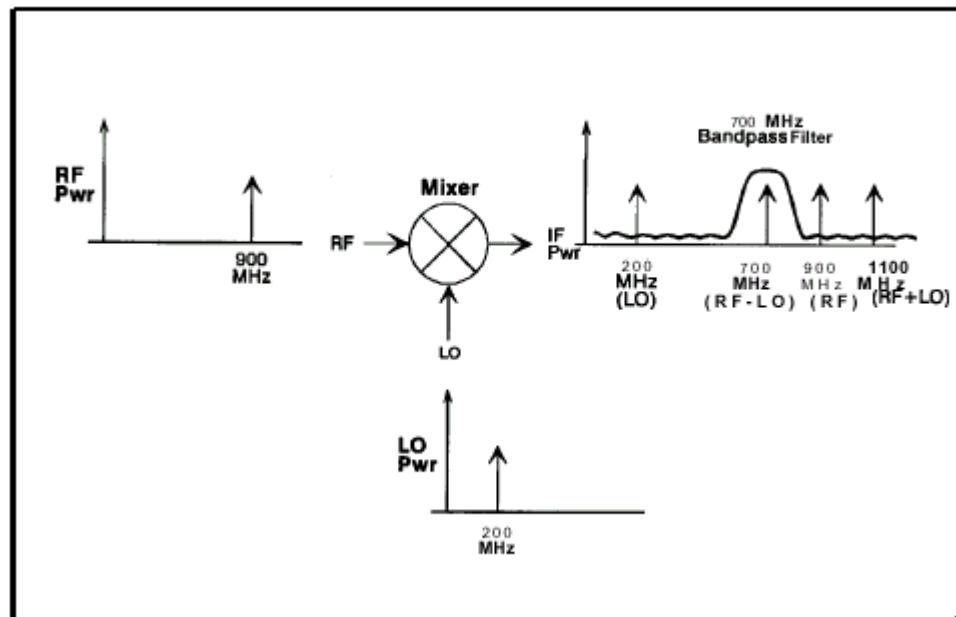 RF
Pwr
900
MHz
Mixer
RF
LO
LO
Pwr
200
MHz
700 MHz
Bandpass Filter
IF
Pwr
200
MHz
(LO)
700
MHz
(RF-LO)
900
MHz
(RF)
1100
MHz
(RF+LO)